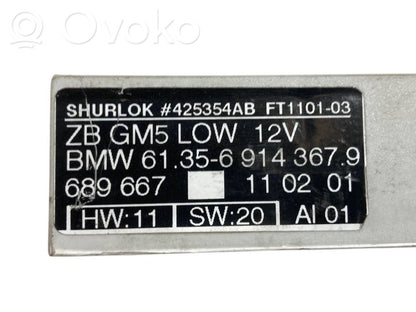 OVOKO
SHURLOK #425354AB FT1101-03
ZB GM5 LOW 12V
BMW 61.35-6 914 367.9
689 667 11 02 01
HW:11 SW:20 AI 01